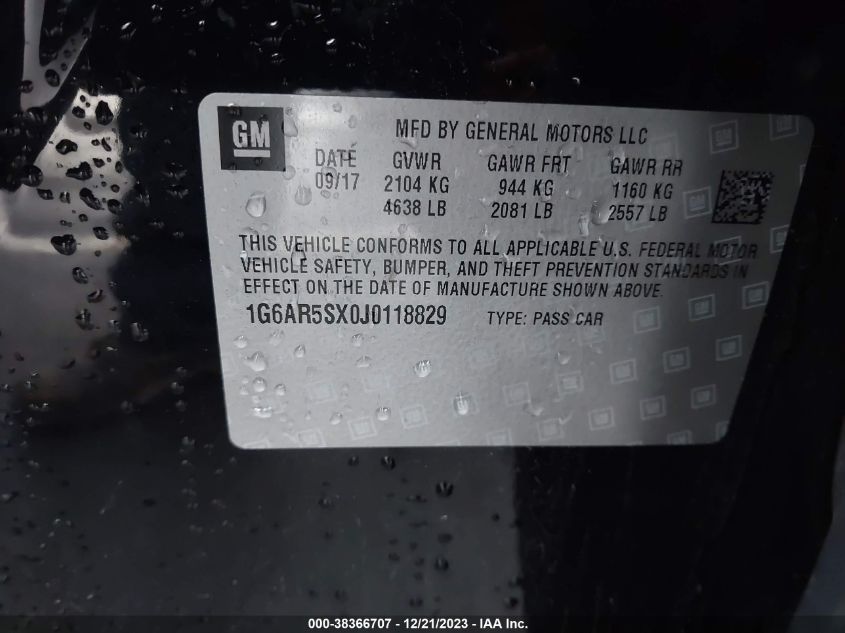 GM
MFD BY GENERAL MOTORS LLC
DATE GVWR GAWR FRT GAWR RR
09/17 2104 KG 944 KG 1160 KG
4638 LB 2081 LB 2557 LB
THIS VEHICLE CONFORMS TO ALL APPLICABLE U.S. FEDERAL MOTOR
VEHICLE SAFETY, BUMPER, AND THEFT PREVENTION STANDARDS IN
EFFECT ON THE DATE OF MANUFACTURE SHOWN ABOVE.
1G6AR5SX0J0118829 TYPE: PASS CAR
000-38366707 - 12/21/2023 - IAA Inc.